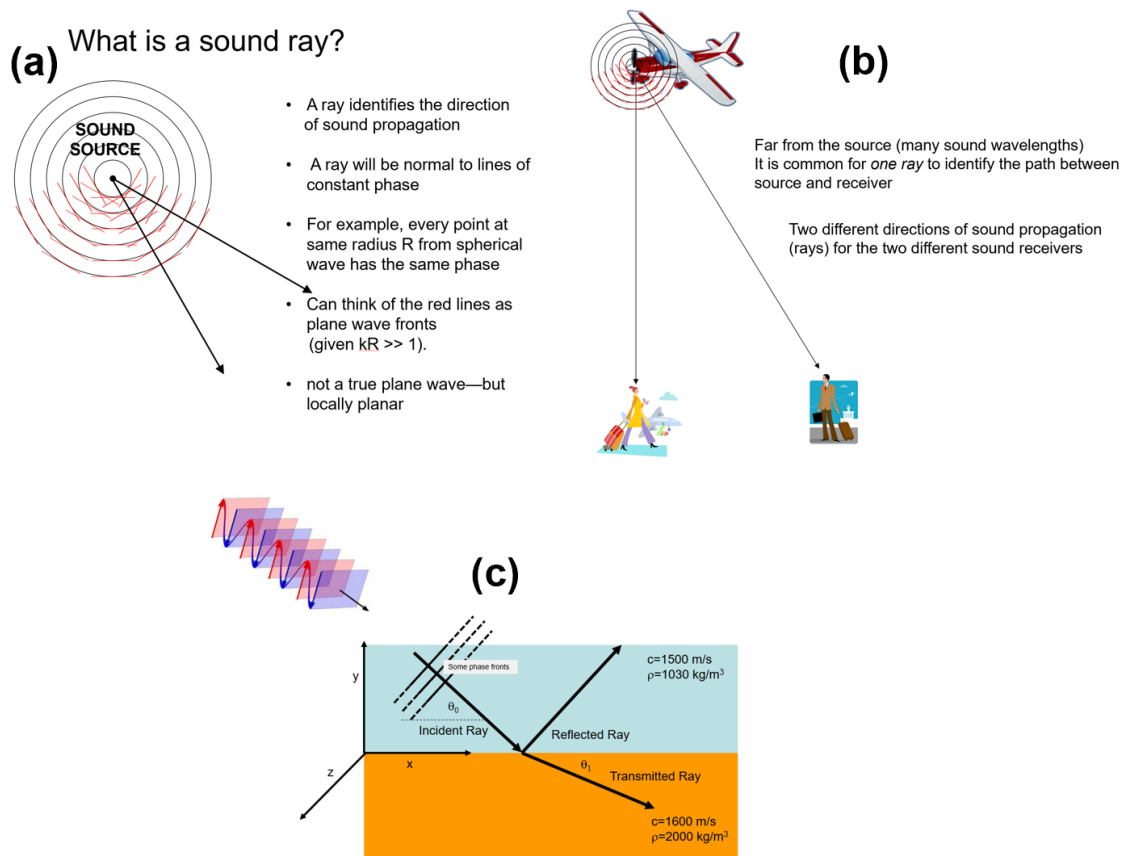 What is a sound ray?
(a)
SOUND
SOURCE
• A ray identifies the direction
of sound propagation
• A ray will be normal to lines of
constant phase
• For example, every point at
same radius R from spherical
wave has the same phase
• Can think of the red lines as
plane wave fronts
(given kR >> 1).
• not a true plane wave—but
locally planar
(b)
Far from the source (many sound wavelengths)
It is common for one ray to identify the path between
source and receiver
Two different directions of sound propagation
(rays) for the two different sound receivers
(c)
y
x
z
Some phase fronts
θ₀
Incident Ray
Reflected Ray
c=1500 m/s
ρ=1030 kg/m³
θ₁
Transmitted Ray
c=1600 m/s
ρ=2000 kg/m³